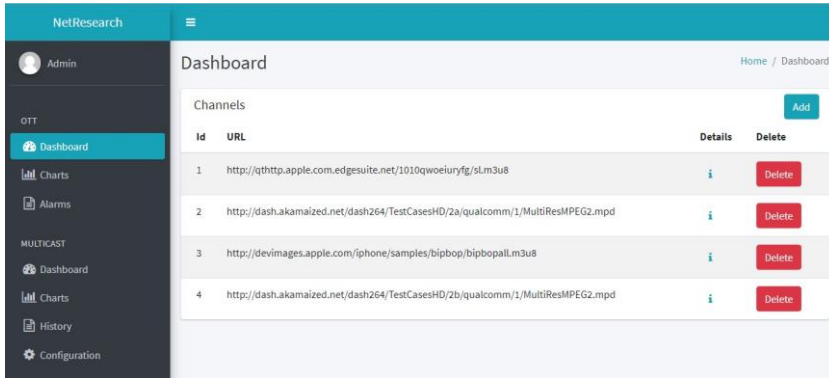 NetResearch
Admin
OTT
Dashboard
Charts
Alarms
MULTICAST
Dashboard
Charts
History
Configuration
Dashboard
Home / Dashboard
Channels
Add
Id URL Details Delete
1 http://qthttp.apple.com.edgesuite.net/1010qwoeiuryfg/sl.m3u8 i Delete
2 http://dash.akamaized.net/dash264/TestCasesHD/2a/qualcomm/1/MultiResMPEG2.mpd i Delete
3 http://devimages.apple.com/iphone/samples/bipbop/bipbopall.m3u8 i Delete
4 http://dash.akamaized.net/dash264/TestCasesHD/2b/qualcomm/1/MultiResMPEG2.mpd i Delete